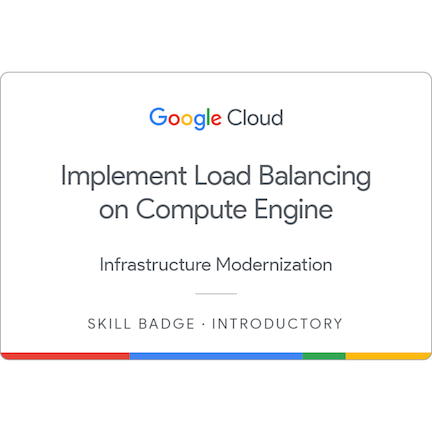 Google Cloud
Implement Load Balancing
on Compute Engine
Infrastructure Modernization
SKILL BADGE · INTRODUCTORY